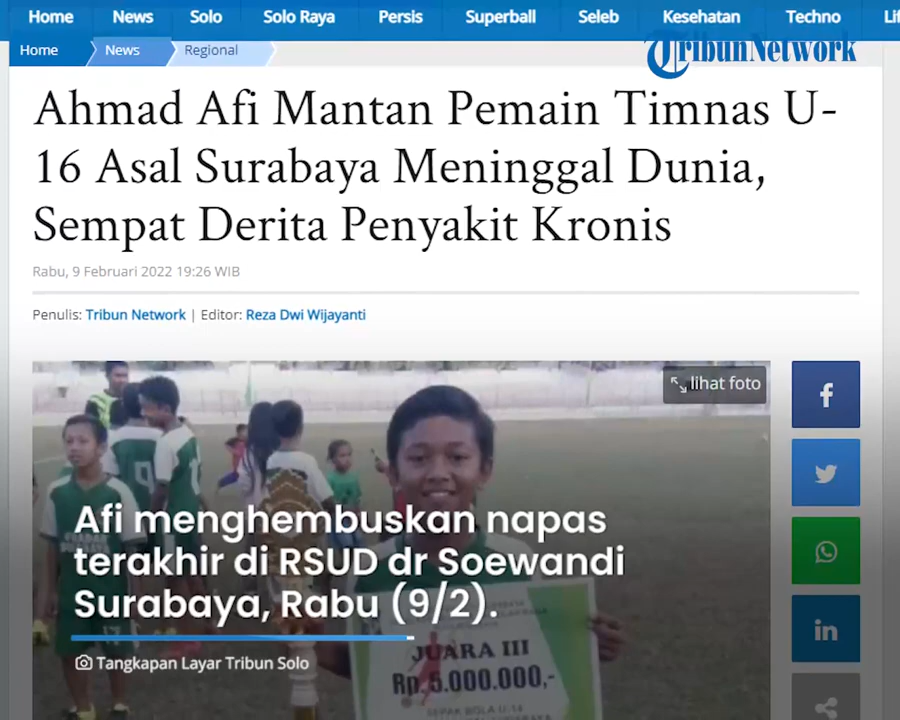 Home News Solo Solo Raya Persis Superball Seleb Kesehatan Techno
Home News Regional
TribunNetwork
Ahmad Afi Mantan Pemain Timnas U-
16 Asal Surabaya Meninggal Dunia,
Sempat Derita Penyakit Kronis
Rabu, 9 Februari 2022 19:26 WIB
Penulis: Tribun Network | Editor: Reza Dwi Wijayanti
lihat foto
Afi menghembuskan napas
terakhir di RSUD dr Soewandi
Surabaya, Rabu (9/2).
Tangkapan Layar Tribun Solo
JUARA III
Rp. 5.000.000,-
SEPAK BOLA U-14